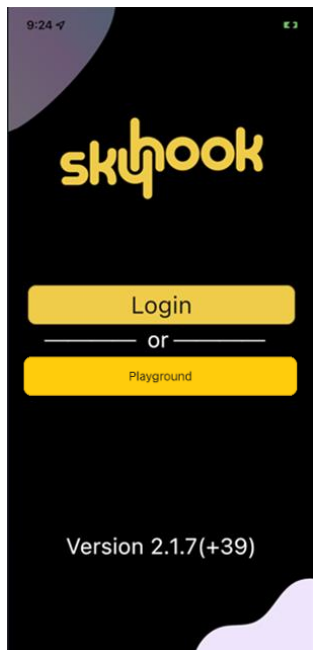 9:24
skyhook
Login
or
Playground
Version 2.1.7(+39)